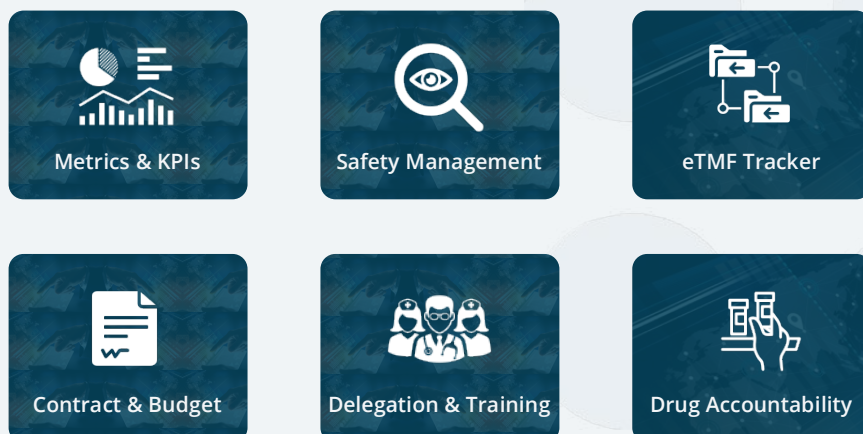 Metrics & KPIs
Safety Management
eTMF Tracker
Contract & Budget
Delegation & Training
Drug Accountability